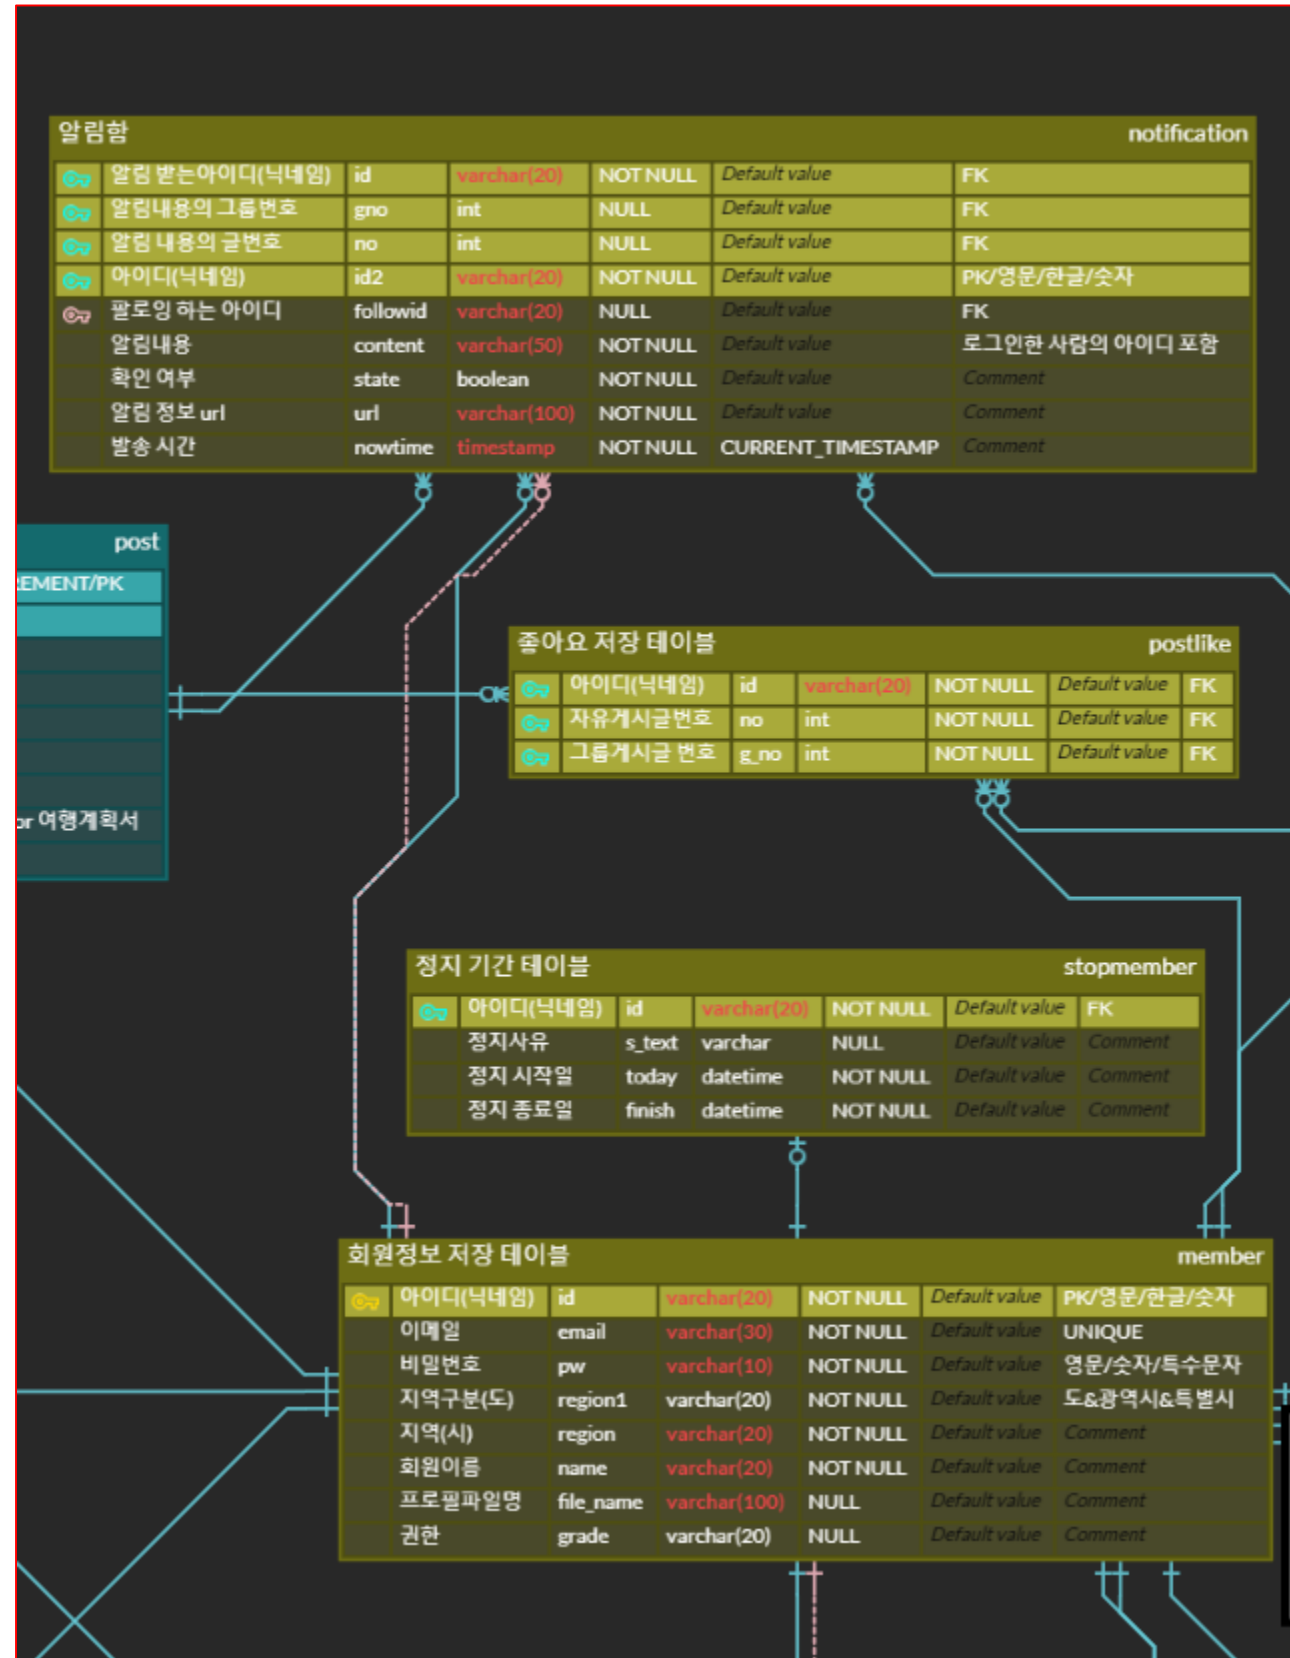 알림함 notification
알림 받는아이디(닉네임) id varchar(20) NOT NULL Default value FK
알림내용의 그룹번호 gno int NULL Default value FK
알림 내용의 글번호 no int NULL Default value FK
아이디(닉네임) id2 varchar(20) NOT NULL Default value PK/영문/한글/숫자
팔로잉 하는 아이디 followid varchar(20) NULL Default value FK
알림내용 content varchar(50) NOT NULL Default value 로그인한 사람의 아이디 포함
확인 여부 state boolean NOT NULL Default value Comment
알림 정보 url url varchar(100) NOT NULL Default value Comment
발송 시간 nowtime timestamp NOT NULL CURRENT_TIMESTAMP Comment
post
REMENT/PK
or 여행계획서
좋아요 저장 테이블 postlike
아이디(닉네임) id varchar(20) NOT NULL Default value FK
자유게시글번호 no int NOT NULL Default value FK
그룹게시글 번호 g_no int NOT NULL Default value FK
정지 기간 테이블 stopmember
아이디(닉네임) id varchar(20) NOT NULL Default value FK
정지사유 s_text varchar NULL Default value Comment
정지 시작일 today datetime NOT NULL Default value Comment
정지 종료일 finish datetime NOT NULL Default value Comment
회원정보 저장 테이블 member
아이디(닉네임) id varchar(20) NOT NULL Default value PK/영문/한글/숫자
이메일 email varchar(30) NOT NULL Default value UNIQUE
비밀번호 pw varchar(10) NOT NULL Default value 영문/숫자/특수문자
지역구분(도) region1 varchar(20) NOT NULL Default value 도&광역시&특별시
지역(시) region varchar(20) NOT NULL Default value Comment
회원이름 name varchar(20) NOT NULL Default value Comment
프로필파일명 file_name varchar(100) NULL Default value Comment
권한 grade varchar(20) NULL Default value Comment